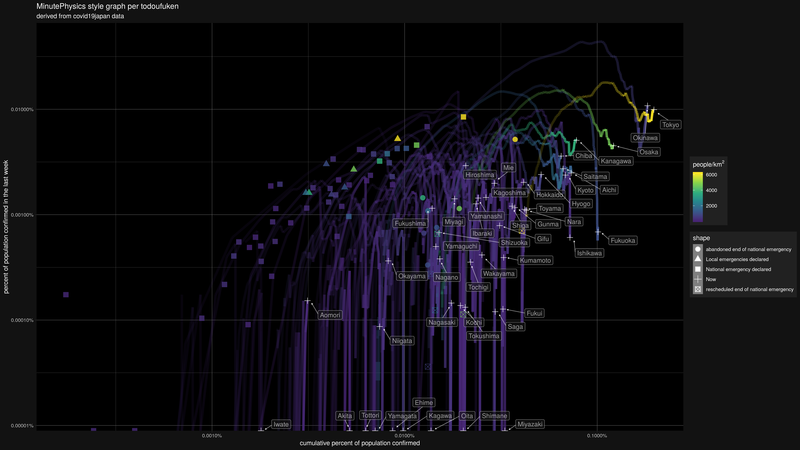 MinutePhysics style graph per todoufuken
derived from covid19japan data
percent of population confirmed in the last week
0.01000%
0.00100%
0.00010%
0.00001%
Tokyo
Okinawa
Osaka
Chiba
Kanagawa
Mie
Hiroshima
Saitama
Kyoto
Aichi
Kagoshima
Hokkaido
Hyogo
Toyama
Yamanashi
Fukushima
Miyagi
Shiga
Gunma
Nara
Ibaraki
Gifu
Fukuoka
Shizuoka
Yamaguchi
Ishikawa
Kumamoto
Okayama
Nagano
Wakayama
Tochigi
Aomori
Nagasaki
Kochi
Fukui
Saga
Tokushima
Niigata
Ehime
Iwate
Akita
Tottori
Yamagata
Kagawa
Oita
Shimane
Miyazaki
0.0010%
0.0100%
0.1000%
cumulative percent of population confirmed
people/km²
6000
4000
2000
shape
abandoned end of national emergency
Local emergencies declared
National emergency declared
Now
rescheduled end of national emergency